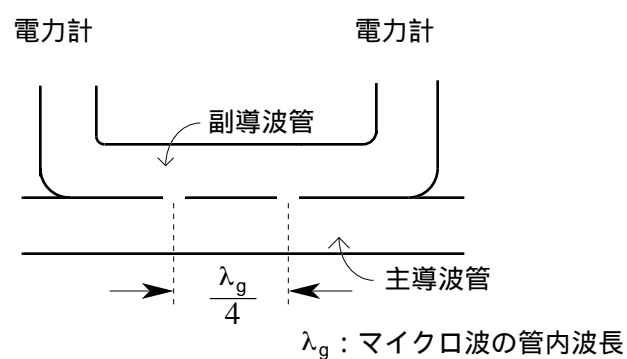 電力計
電力計
副導波管
主導波管
λg
4
λg：マイクロ波の管内波長